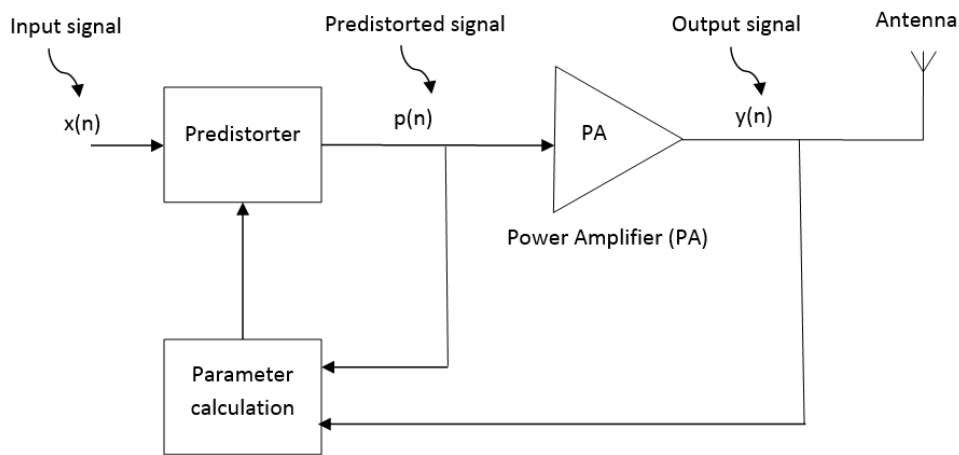 Input signal
Predistorted signal
Output signal
Antenna
x(n)
Predistorter
p(n)
PA
y(n)
Power Amplifier (PA)
Parameter
calculation